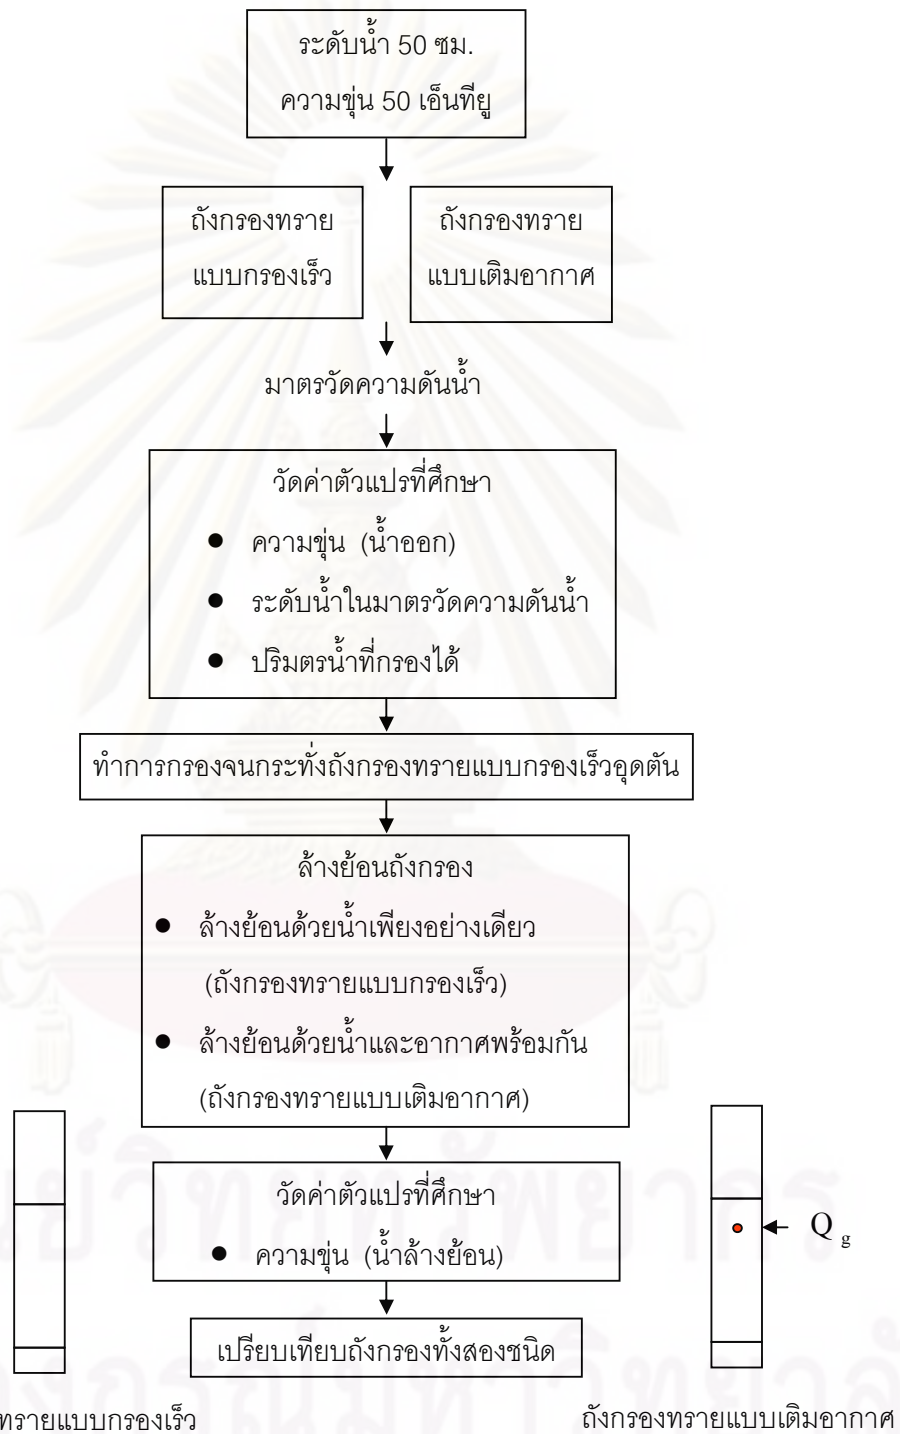 ระดับน้ำ 50 ซม.
ความขุ่น 50 เอ็นทียู
ถังกรองทราย
แบบกรองเร็ว
ถังกรองทราย
แบบเติมอากาศ
มาตรวัดความดันน้ำ
วัดค่าตัวแปรที่ศึกษา
● ความขุ่น (น้ำออก)
● ระดับน้ำในมาตรวัดความดันน้ำ
● ปริมตรน้ำที่กรองได้
ทำการกรองจนกระทั่งถังกรองทรายแบบกรองเร็วอุดตัน
ล้างย้อนถังกรอง
● ล้างย้อนด้วยน้ำเพียงอย่างเดียว
(ถังกรองทรายแบบกรองเร็ว)
● ล้างย้อนด้วยน้ำและอากาศพร้อมกัน
(ถังกรองทรายแบบเติมอากาศ)
วัดค่าตัวแปรที่ศึกษา
● ความขุ่น (น้ำล้างย้อน)
Q g
เปรียบเทียบถังกรองทั้งสองชนิด
ทรายแบบกรองเร็ว
ถังกรองทรายแบบเติมอากาศ